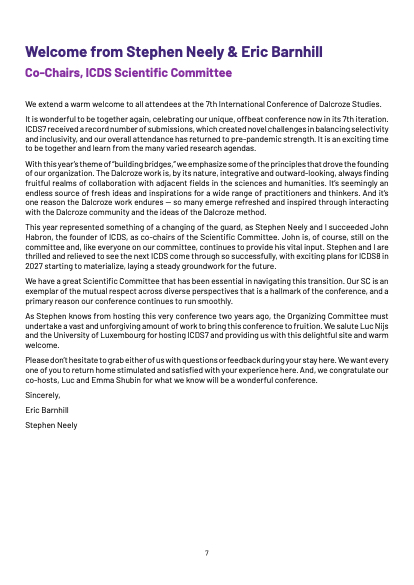 Welcome from Stephen Neely & Eric Barnhill
Co-Chairs, ICDS Scientific Committee
We extend a warm welcome to all attendees at the 7th International Conference of Dalcroze Studies.
It is wonderful to be together again, celebrating our unique, offbeat conference now in its 7th iteration.
ICDS7 received a record number of submissions, which created novel challenges in balancing selectivity
and inclusivity, and our overall attendance has returned to pre-pandemic strength. It is an exciting time
to be together and learn from the many varied research agendas.
With this year's theme of “building bridges,” we emphasize some of the principles that drove the founding
of our organization. The Dalcroze work is, by its nature, integrative and outward-looking, always finding
fruitful realms of collaboration with adjacent fields in the sciences and humanities. It's seemingly an
endless source of fresh ideas and inspirations for a wide range of practitioners and thinkers. And it's
one reason the Dalcroze work endures — so many emerge refreshed and inspired through interacting
with the Dalcroze community and the ideas of the Dalcroze method.
This year represented something of a changing of the guard, as Stephen Neely and I succeeded John
Habron, the founder of ICDS, as co-chairs of the Scientific Committee. John is, of course, still on the
committee and, like everyone on our committee, continues to provide his vital input. Stephen and I are
thrilled and relieved to see the next ICDS come through so successfully, with exciting plans for ICDS8 in
2027 starting to materialize, laying a steady groundwork for the future.
We have a great Scientific Committee that has been essential in navigating this transition. Our SC is an
exemplar of the mutual respect across diverse perspectives that is a hallmark of the conference, and a
primary reason our conference continues to run smoothly.
As Stephen knows from hosting this very conference two years ago, the Organizing Committee must
undertake a vast and unforgiving amount of work to bring this conference to fruition. We salute Luc Nijs
and the University of Luxembourg for hosting ICDS7 and providing us with this delightful site and warm
welcome.
Please don't hesitate to grab either of us with questions or feedback during your stay here. We want every
one of you to return home stimulated and satisfied with your experience here. And, we congratulate our
co-hosts, Luc and Emma Shubin for what we know will be a wonderful conference.
Sincerely,
Eric Barnhill
Stephen Neely
7